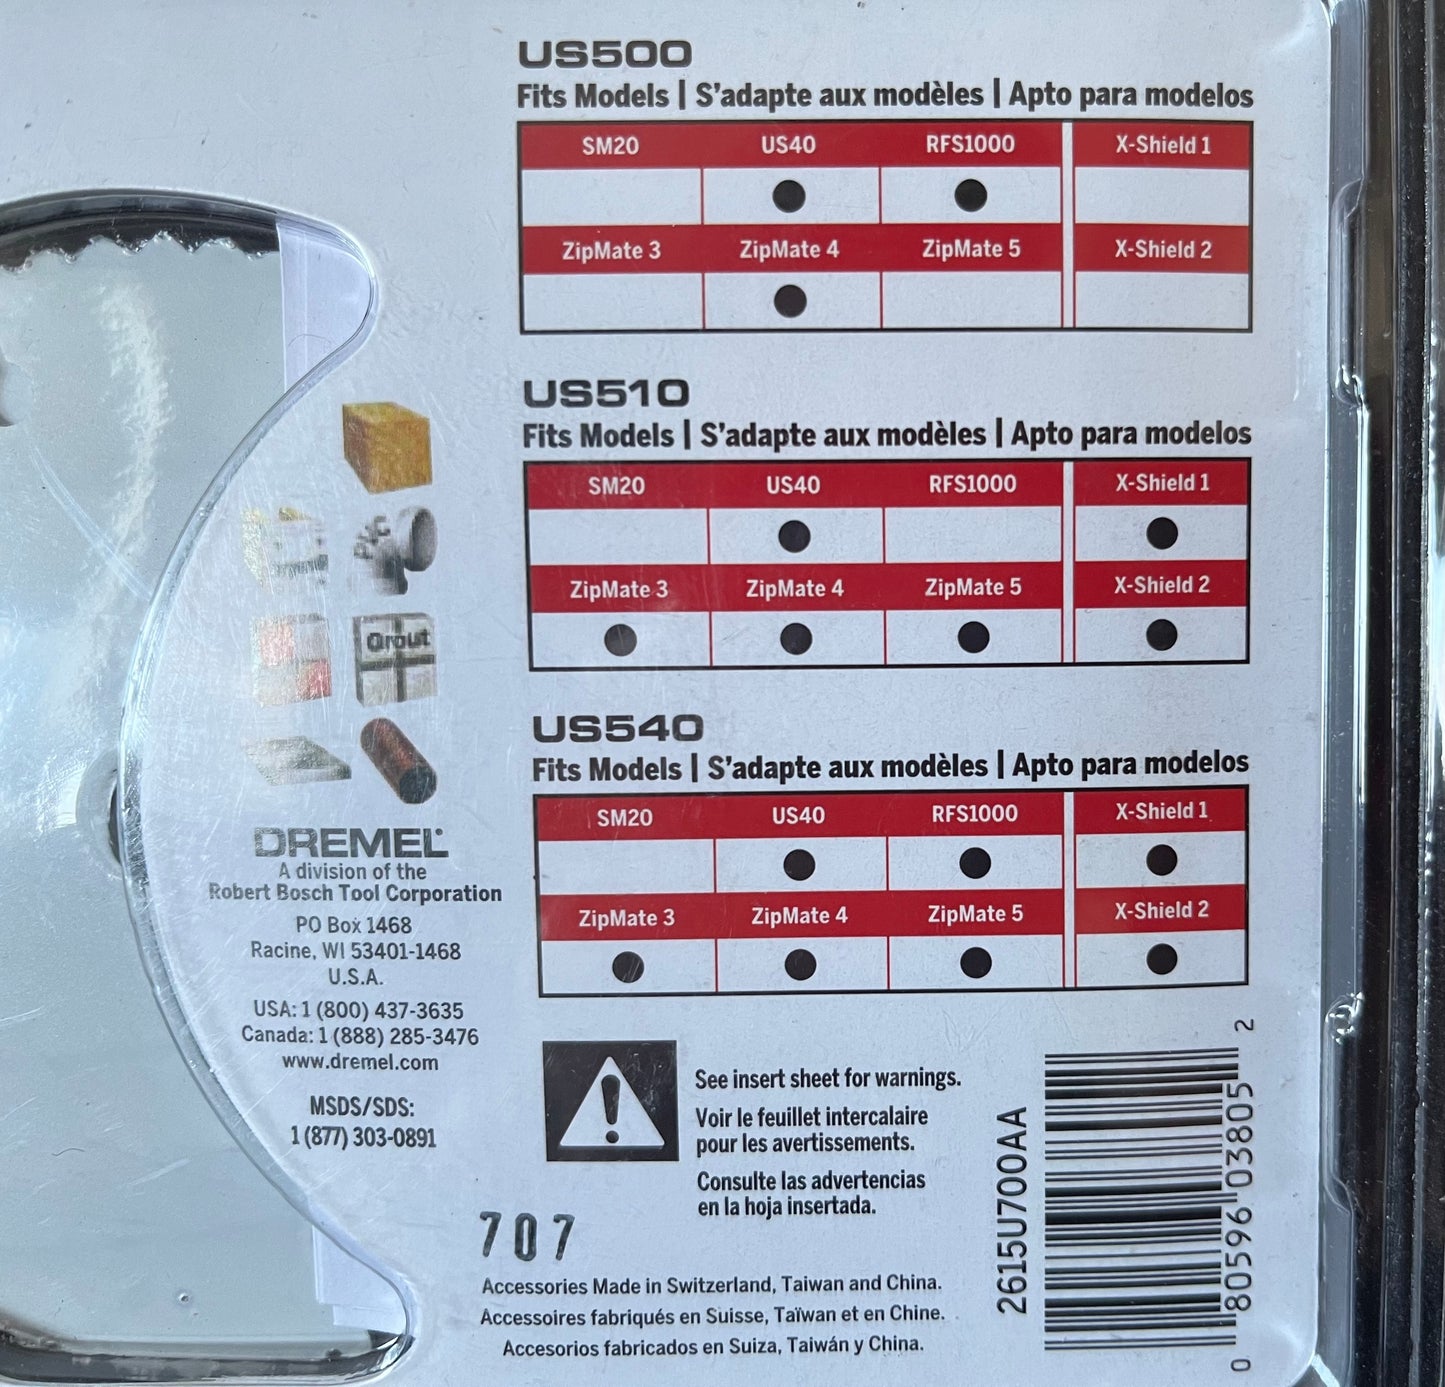 US500
Fits Models | S'adapte aux modèles | Apto para modelos
SM20 US40 RFS1000 X-Shield 1
ZipMate 3 ZipMate 4 ZipMate 5 X-Shield 2
US510
Fits Models | S'adapte aux modèles | Apto para modelos
SM20 US40 RFS1000 X-Shield 1
ZipMate 3 ZipMate 4 ZipMate 5 X-Shield 2
US540
Fits Models | S'adapte aux modèles | Apto para modelos
SM20 US40 RFS1000 X-Shield 1
ZipMate 3 ZipMate 4 ZipMate 5 X-Shield 2
PVC
Grout
DREMEL
A division of the
Robert Bosch Tool Corporation
PO Box 1468
Racine, WI 53401-1468
U.S.A.
USA: 1 (800) 437-3635
Canada: 1 (888) 285-3476
www.dremel.com
MSDS/SDS:
1 (877) 303-0891
See insert sheet for warnings.
Voir le feuillet intercalaire
pour les avertissements.
Consulte las advertencias
en la hoja insertada.
707
Accessories Made in Switzerland, Taiwan and China.
Accessoires fabriqués en Suisse, Taïwan et en Chine.
Accesorios fabricados en Suiza, Taiwán y China.
2615U700AA
0 80596 03805 2